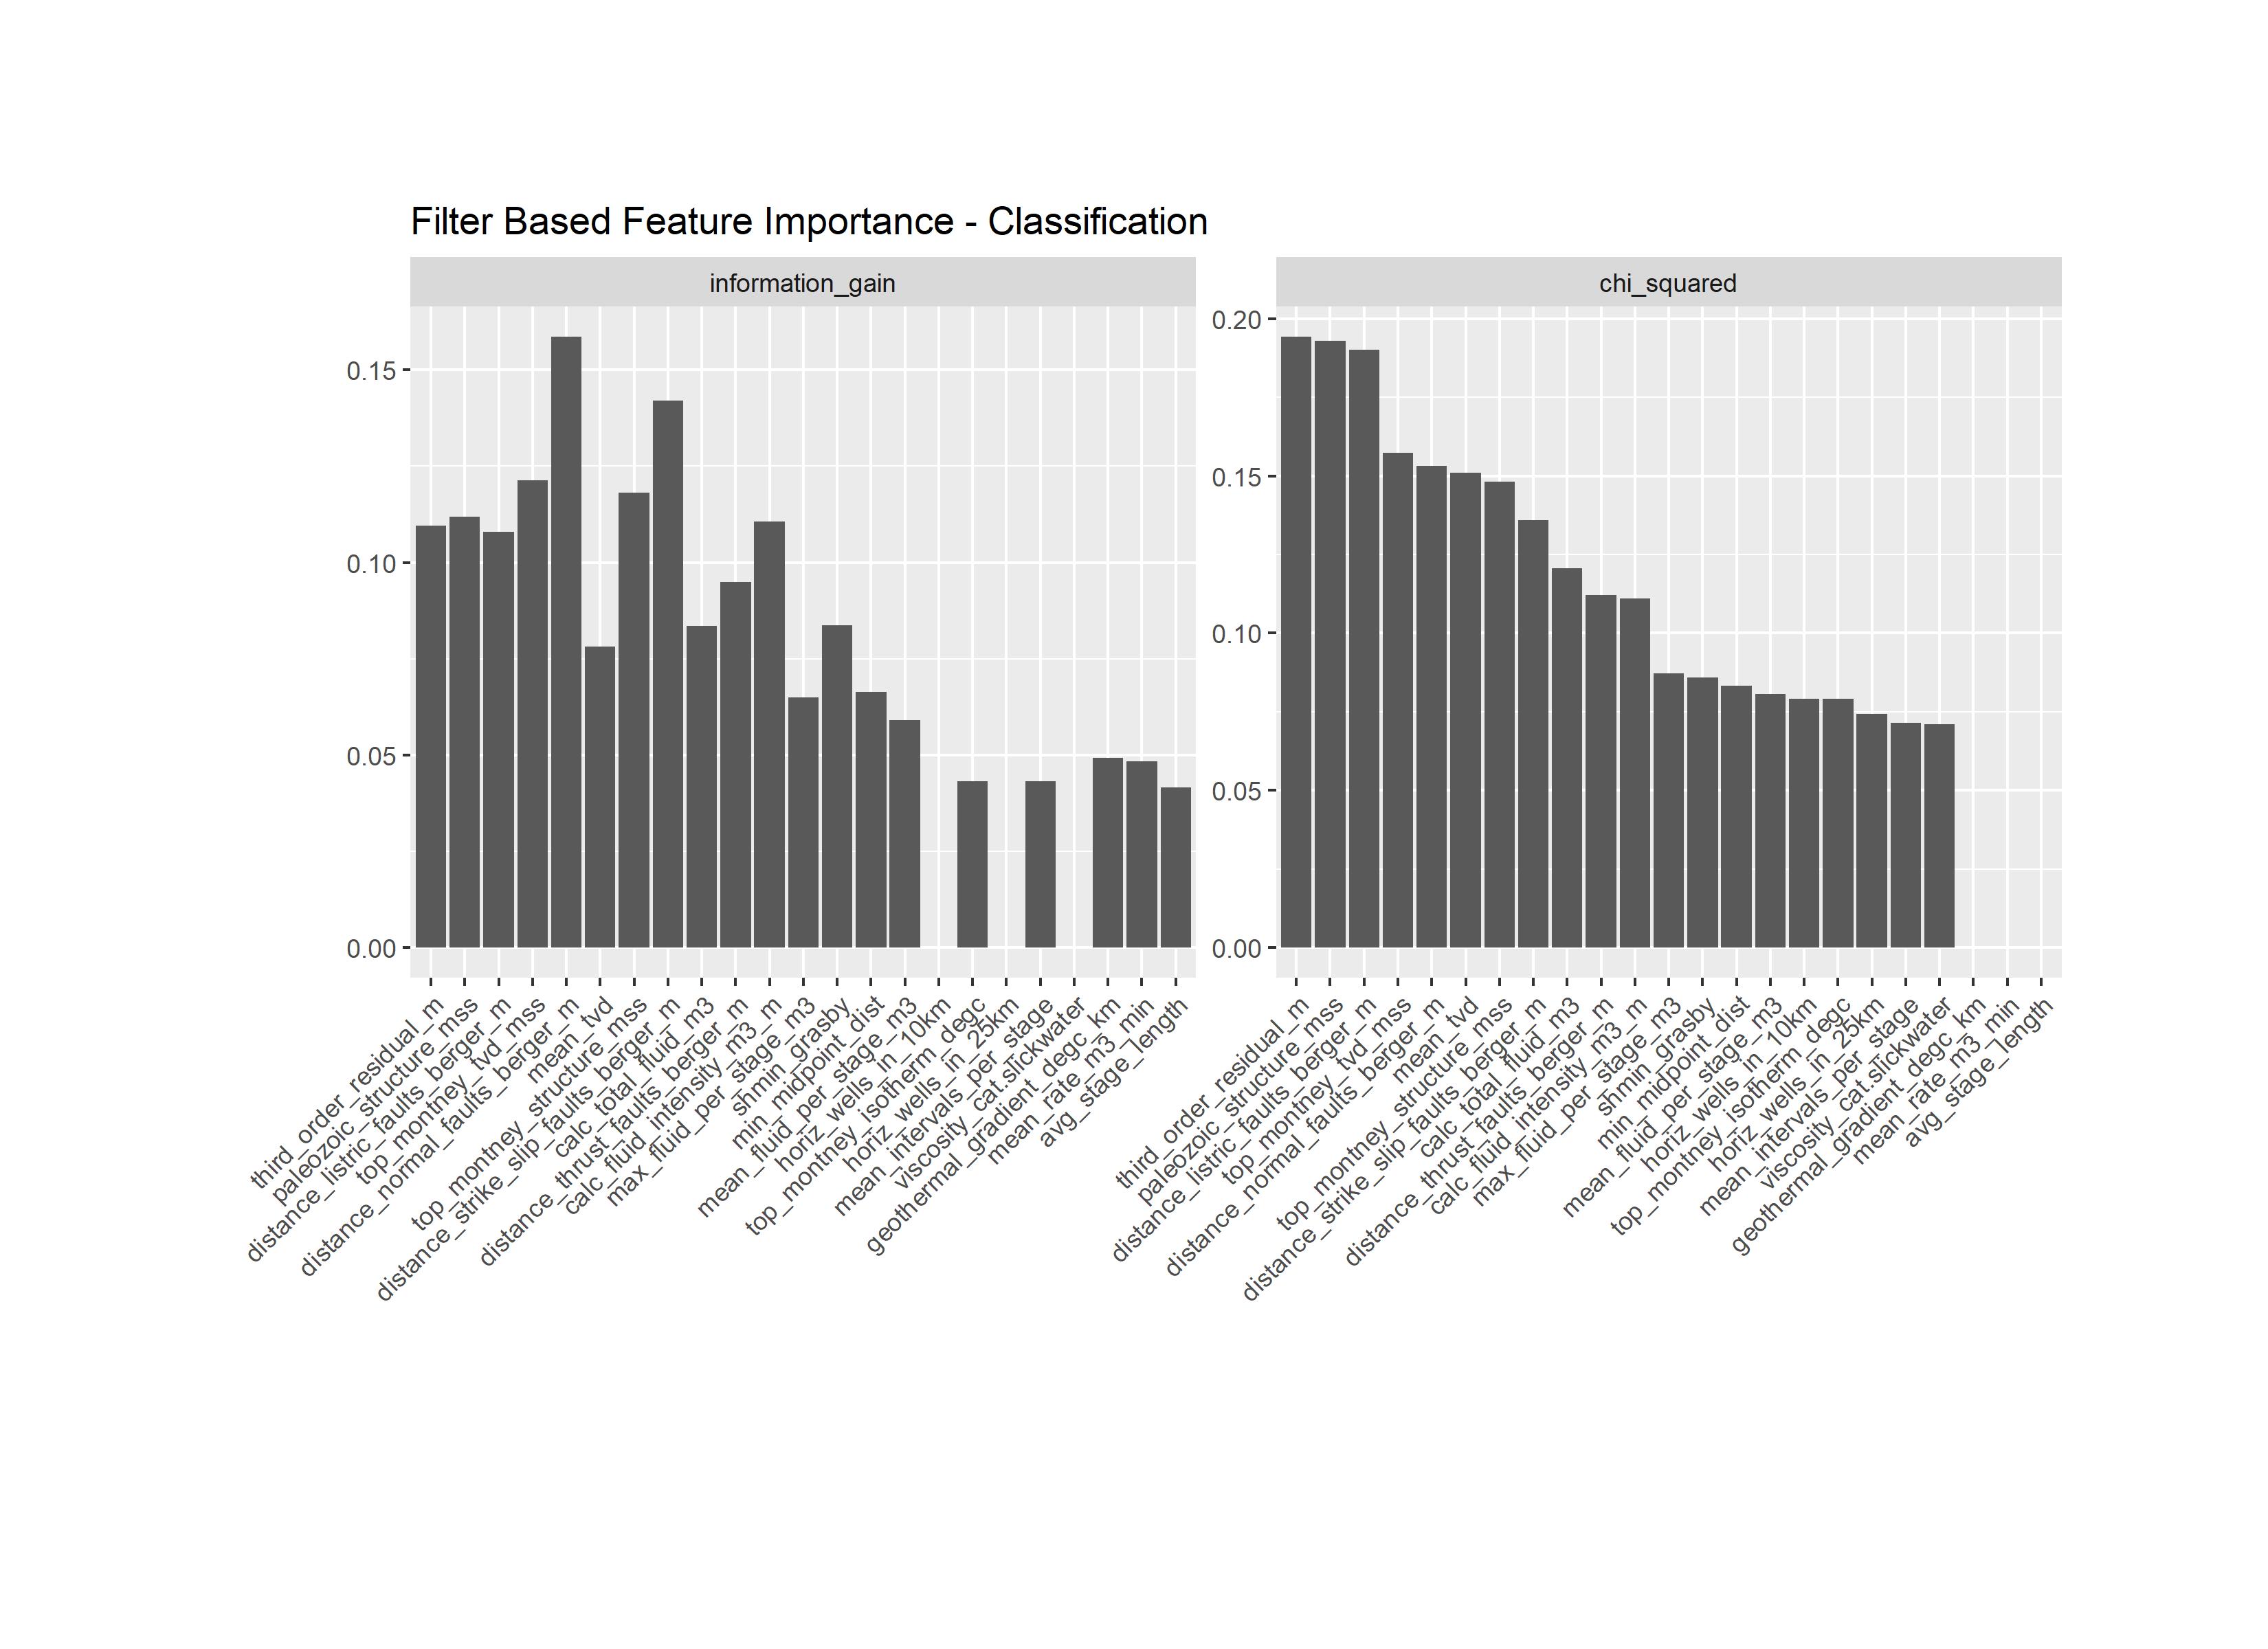 Filter Based Feature Importance - Classification
information_gain
chi_squared
0.15
0.10
0.05
0.00
0.20
0.15
0.10
0.05
0.00
third_order_residual_m
paleozoic_structure_mss
distance_listric_faults_berger_m
top_montney_tvd_mss
distance_normal_faults_berger_m
mean_tvd
top_montney_structure_mss
distance_strike_slip_faults_berger_m
calc_total_fluid_m3
distance_thrust_faults_berger_m
calc_fluid_intensity_m3_m
max_fluid_per_stage_m3
shmin_grasby
min_midpoint_dist
mean_fluid_per_stage_m3
horiz_wells_in_10km
top_montney_isotherm_degc
horiz_wells_in_25km
mean_intervals_per_stage
viscosity_cat.slickwater
geothermal_gradient_degc_km
mean_rate_m3_min
avg_stage_length
third_order_residual_m
paleozoic_structure_mss
distance_listric_faults_berger_m
top_montney_tvd_mss
distance_normal_faults_berger_m
mean_tvd
top_montney_structure_mss
distance_strike_slip_faults_berger_m
calc_total_fluid_m3
distance_thrust_faults_berger_m
calc_fluid_intensity_m3_m
max_fluid_per_stage_m3
shmin_grasby
min_midpoint_dist
mean_fluid_per_stage_m3
horiz_wells_in_10km
top_montney_isotherm_degc
horiz_wells_in_25km
mean_intervals_per_stage
viscosity_cat.slickwater
geothermal_gradient_degc_km
mean_rate_m3_min
avg_stage_length